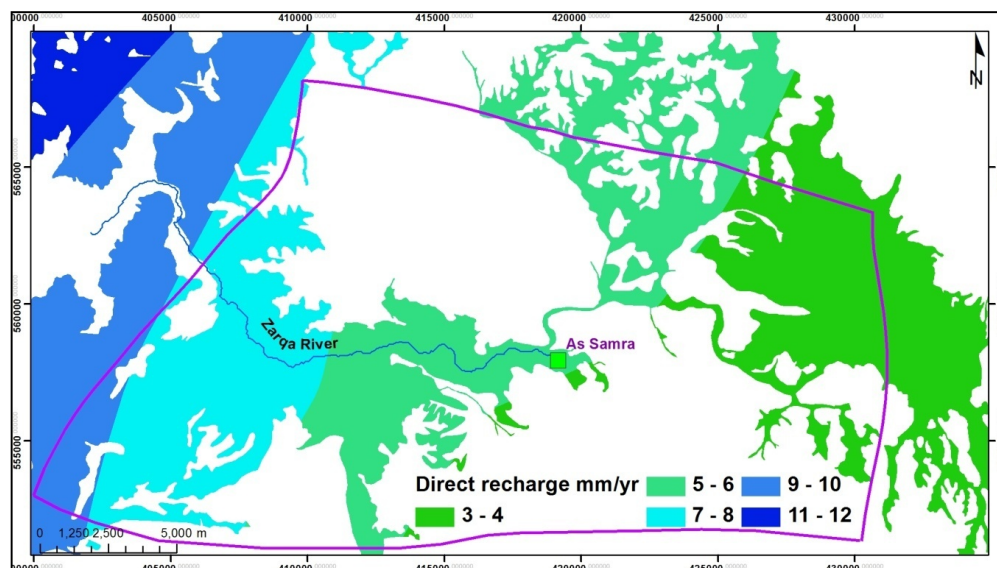 405000 410000 415000 420000 425000 430000
N
565000
560000
555000
Zarqa River
As Samra
Direct recharge mm/yr
3 - 4
5 - 6
7 - 8
9 - 10
11 - 12
0 1,250 2,500 5,000 m